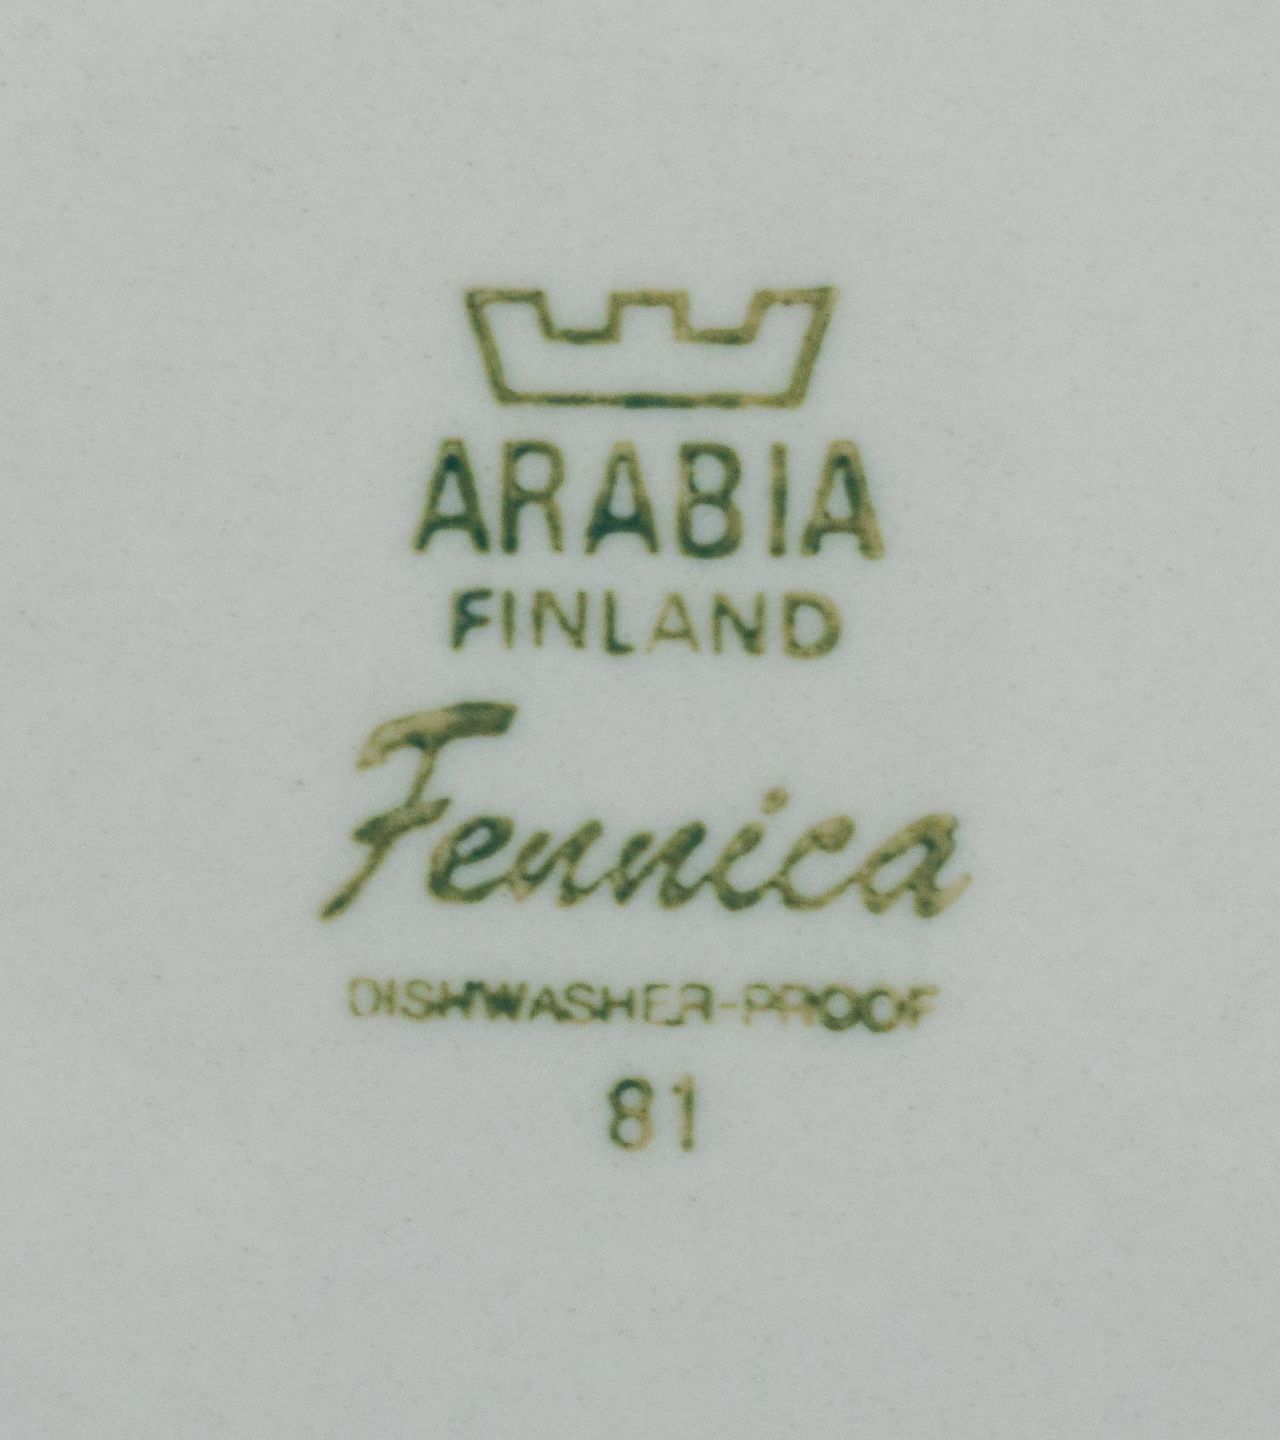 ARABIA
FINLAND
Fennica
DISHWASHER-PROOF
81